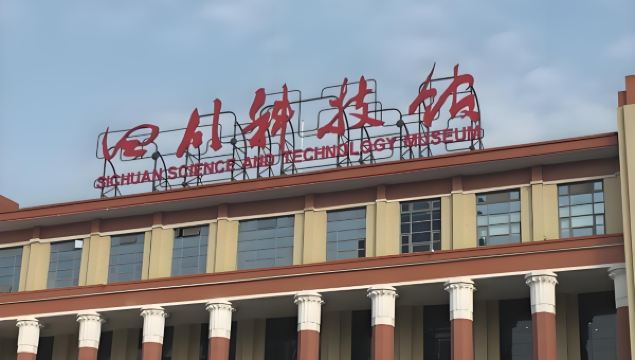 四川科技馆
SICHUAN SCIENCE AND TECHNOLOGY MUSEUM